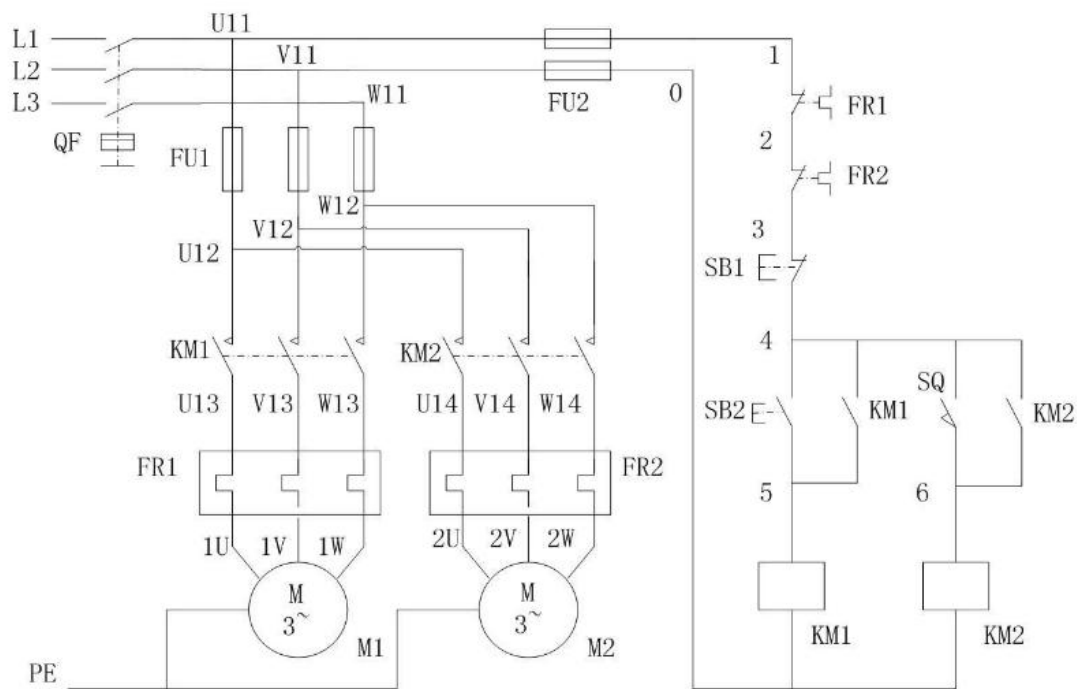 U11
L1
V11
1
L2
W11
0
FU2
L3
FR1
QF
FU1
2
FR2
W12
V12
3
U12
SB1
KM1
KM2
4
SQ
U13
V13
W13
U14
V14
W14
SB2
KM1
KM2
FR1
FR2
5
6
1U
1V
1W
2U
2V
2W
M
3~
M
3~
M1
M2
KM1
KM2
PE